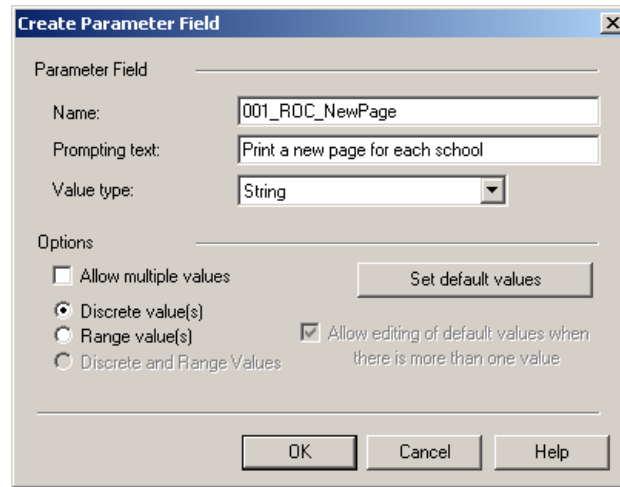 Create Parameter Field
Parameter Field
Name: 001_ROC_NewPage
Prompting text: Print a new page for each school
Value type: String
Options
Allow multiple values Set default values
Discrete value(s)
Range value(s) Allow editing of default values when
Discrete and Range Values there is more than one value
OK Cancel Help